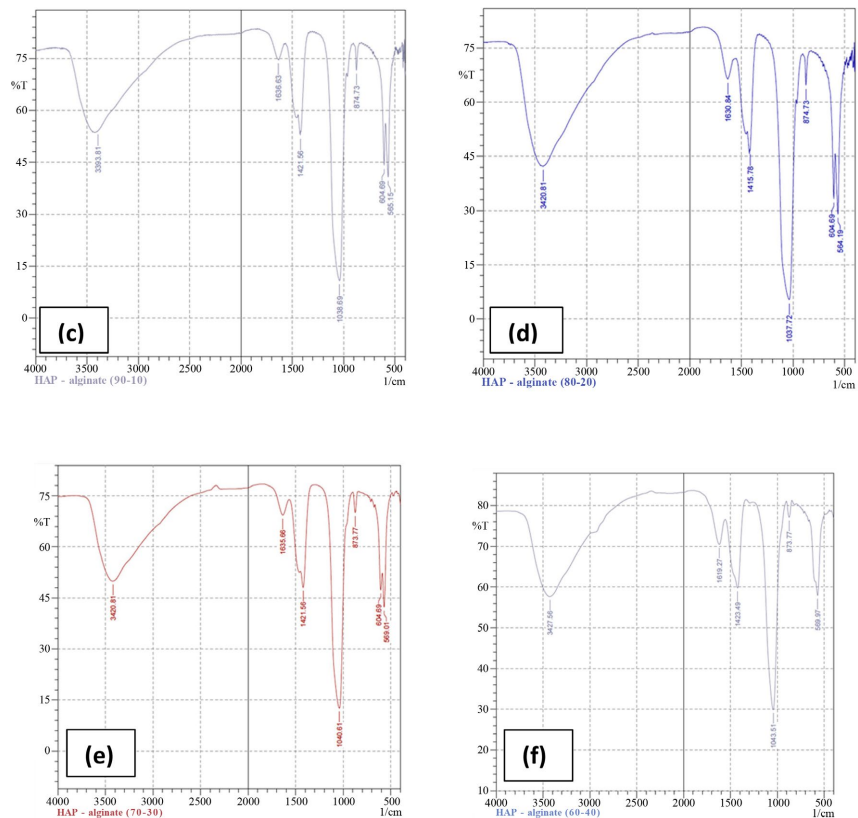 75
%T
60
45
30
15
0
3393.81
1636.63
1421.56
1038.69
874.73
604.69
565.15
(c)
4000 3500 3000 2500 2000 1500 1000 500
HAP - alginate (90-10)
1/cm
75
%T
60
45
30
15
0
3420.81
1630.84
1415.78
1037.72
874.73
604.69
564.19
(d)
4000 3500 3000 2500 2000 1500 1000 500
HAP - alginate (80-20)
1/cm
75
%T
60
45
30
15
0
3420.81
1635.66
1421.56
1040.61
873.77
604.69
569.01
(e)
4000 3500 3000 2500 2000 1500 1000 500
HAP - alginate (70-30)
1/cm
80
%T
70
60
50
40
30
20
10
3427.56
1619.27
1423.49
1043.51
873.77
569.97
(f)
4000 3500 3000 2500 2000 1500 1000 500
HAP - alginate (60-40)
1/cm